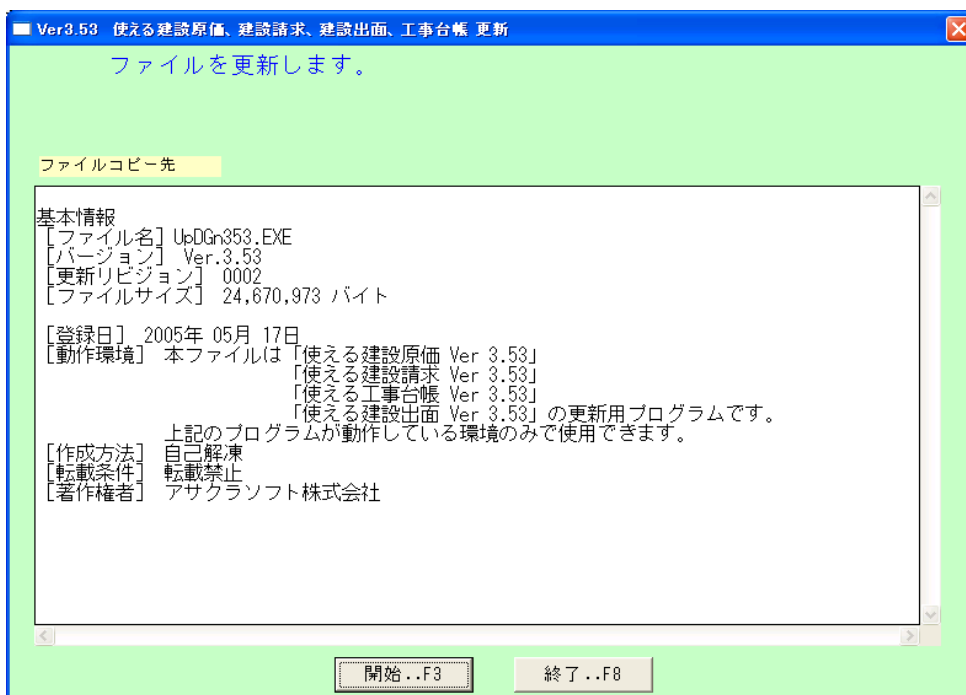 Ver3.53 使える建設原価、建設請求、建設出面、工事台帳 更新
ファイルを更新します。
ファイルコピー先
基本情報
[ファイル名] UpDGn353.EXE
[バージョン] Ver.3.53
[更新リビジョン] 0002
[ファイルサイズ] 24,670,973 バイト
[登録日] 2005年 05月 17日
[動作環境] 本ファイルは「使える建設原価 Ver 3.53」
「使える建設請求 Ver 3.53」
「使える工事台帳 Ver 3.53」
「使える建設出面 Ver 3.53」の更新用プログラムです。
上記のプログラムが動作している環境のみで使用できます。
[作成方法] 自己解凍
[転載条件] 転載禁止
[著作権者] アサクラソフト株式会社
開始..F3 終了..F8